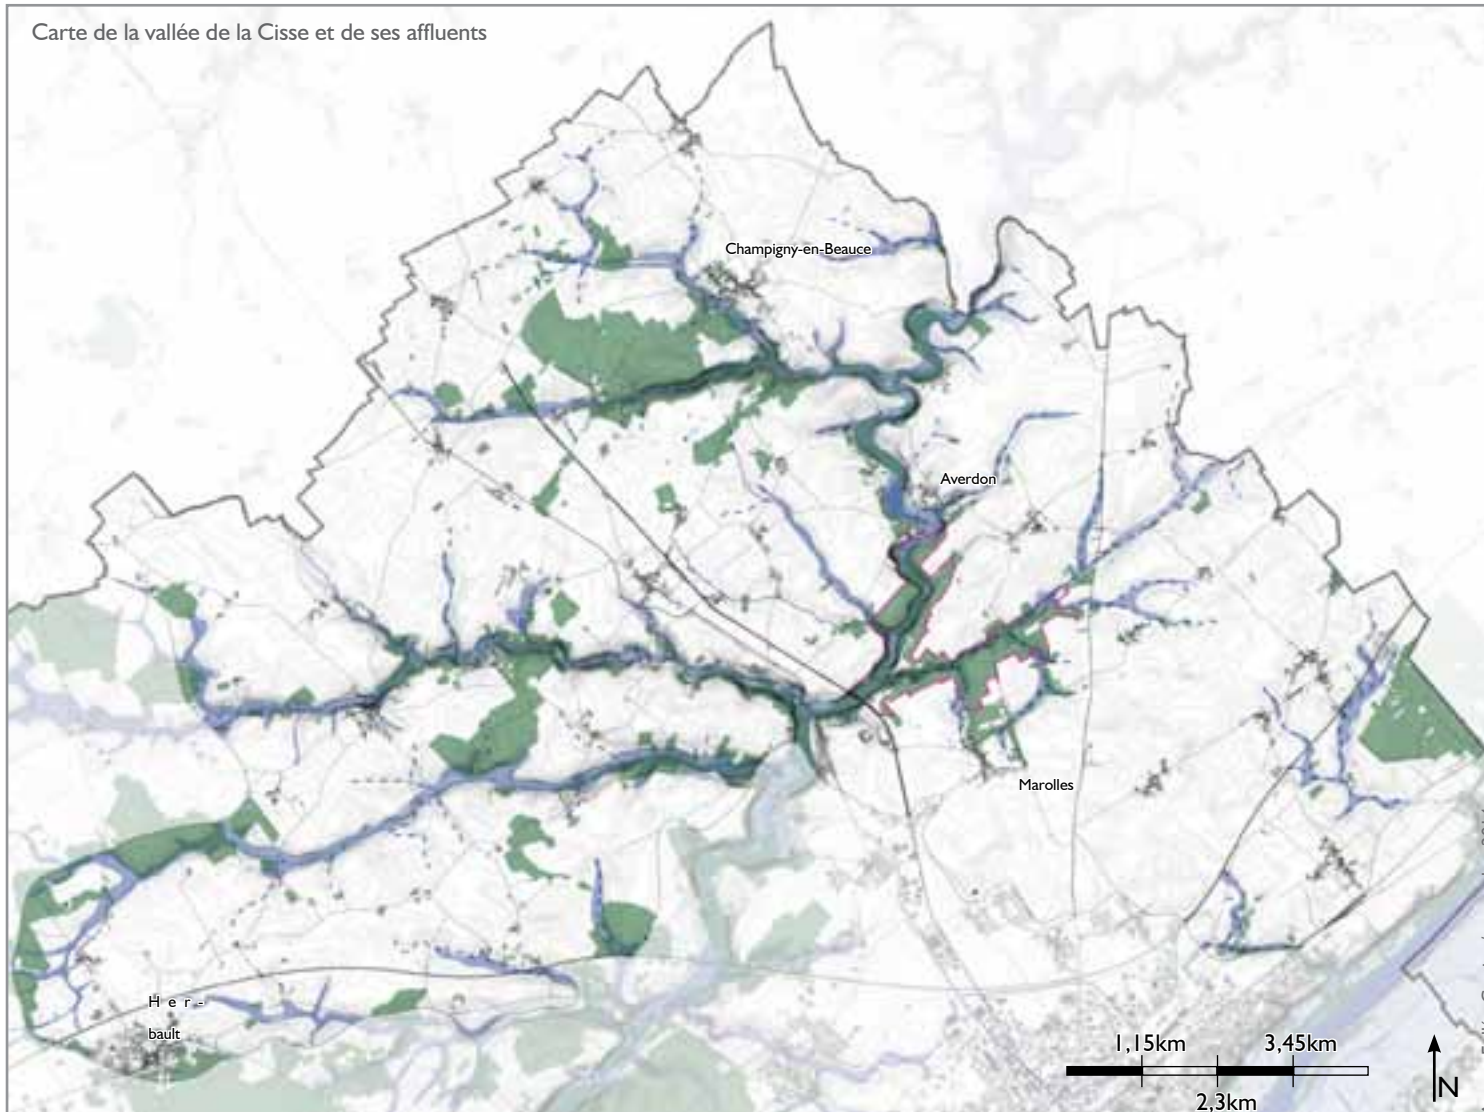 Carte de la vallée de la Cisse et de ses affluents
Champigny-en-Beauce
Averdon
Marolles
Her-
bault
1,15km 3,45km
2,3km
N